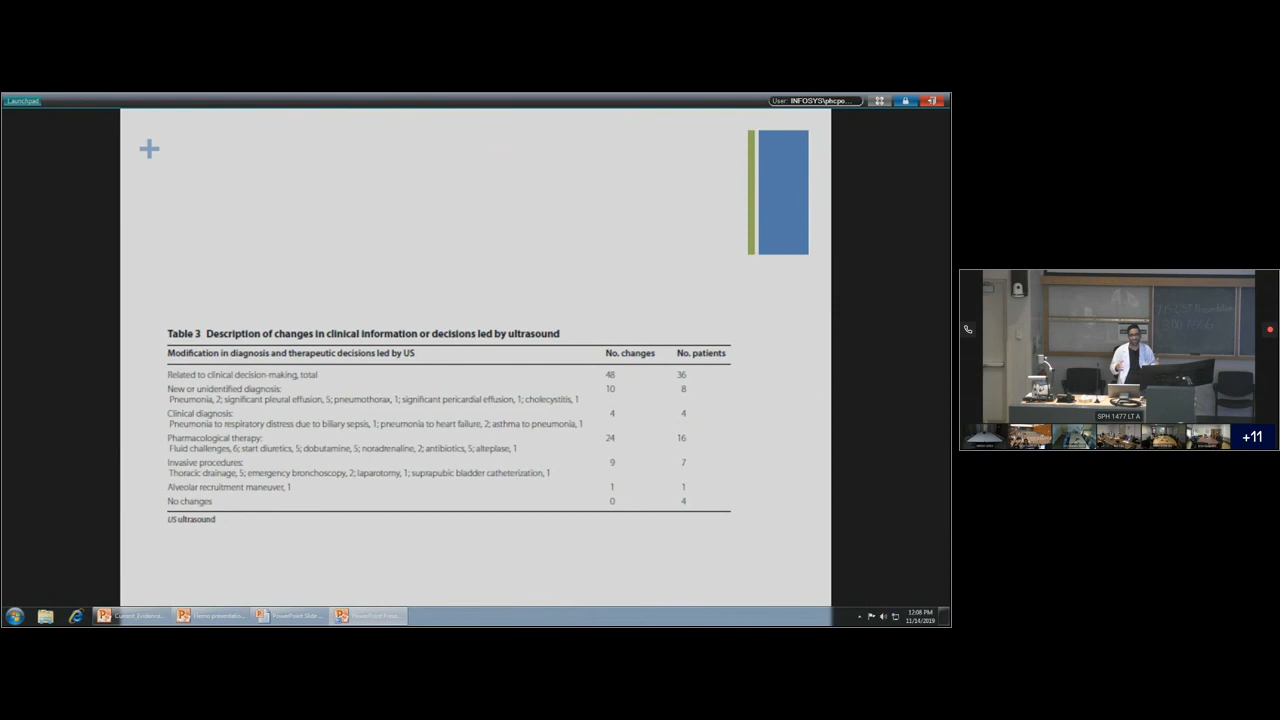 Launchpad
User: INFOSYS\phcpo...
+
Table 3 Description of changes in clinical information or decisions led by ultrasound
Modification in diagnosis and therapeutic decisions led by US No. changes No. patients
Related to clinical decision-making, total 48 36
New or unidentified diagnosis: 10 8
Pneumonia, 2; significant pleural effusion, 5; pneumothorax, 1; significant pericardial effusion, 1; cholecystitis, 1
Clinical diagnosis: 4 4
Pneumonia to respiratory distress due to biliary sepsis, 1; pneumonia to heart failure, 2; asthma to pneumonia, 1
Pharmacological therapy: 24 16
Fluid challenges, 6; start diuretics, 5; dobutamine, 5; noradrenaline, 2; antibiotics, 5; alteplase, 1
Invasive procedures: 9 7
Thoracic drainage, 5; emergency bronchoscopy, 2; laparotomy, 1; suprapubic bladder catheterization, 1
Alveolar recruitment maneuver, 1 1 1
No changes 0 4
US ultrasound
SPH 1477 LT A
+11
Current_Evidence... PowerPoint Slide... PowerPoint Prese...
12:08 PM
11/14/2019